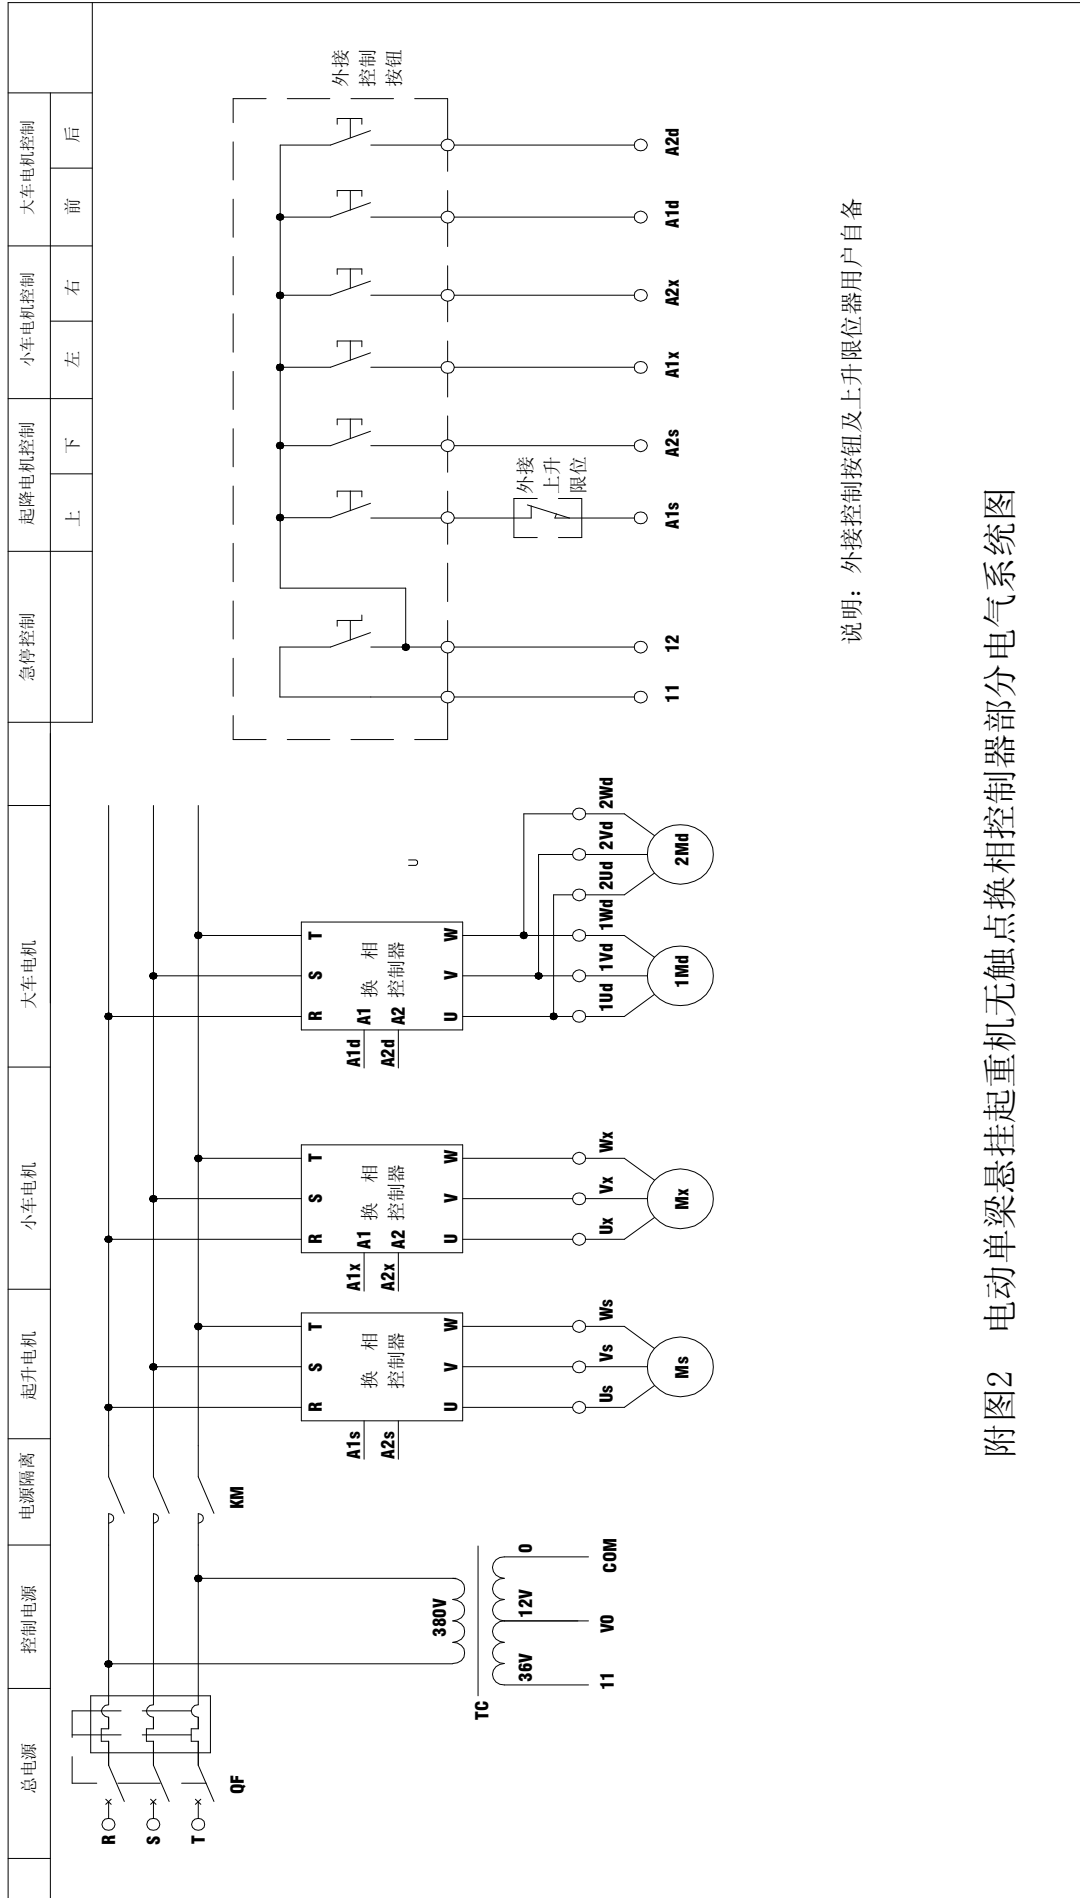 总电源
控制电源
电源隔离
起升电机
小车电机
大车电机
急停控制
起降电机控制
小车电机控制
大车电机控制
上
下
左
右
前
后
R
S
T
QF
KM
380V
TC
36V
12V
0
11
V0
COM
R S T
换 相
控制器
A1s
A2s
U V W
Us Vs Ws
Ms
R S T
A1 换 相
A2 控制器
A1x
A2x
U V W
Ux Vx Wx
Mx
R S T
A1 换 相
A2 控制器
A1d
A2d
U V W
1Ud 1Vd 1Wd 2Ud 2Vd 2Wd
1Md
2Md
U
外接
控制
按钮
外接
上升
限位
11 12 A1s A2s A1x A2x A1d A2d
说明：外接控制按钮及上升限位器用户自备
附图2 电动单梁悬挂起重机无触点换相控制器部分电气系统图